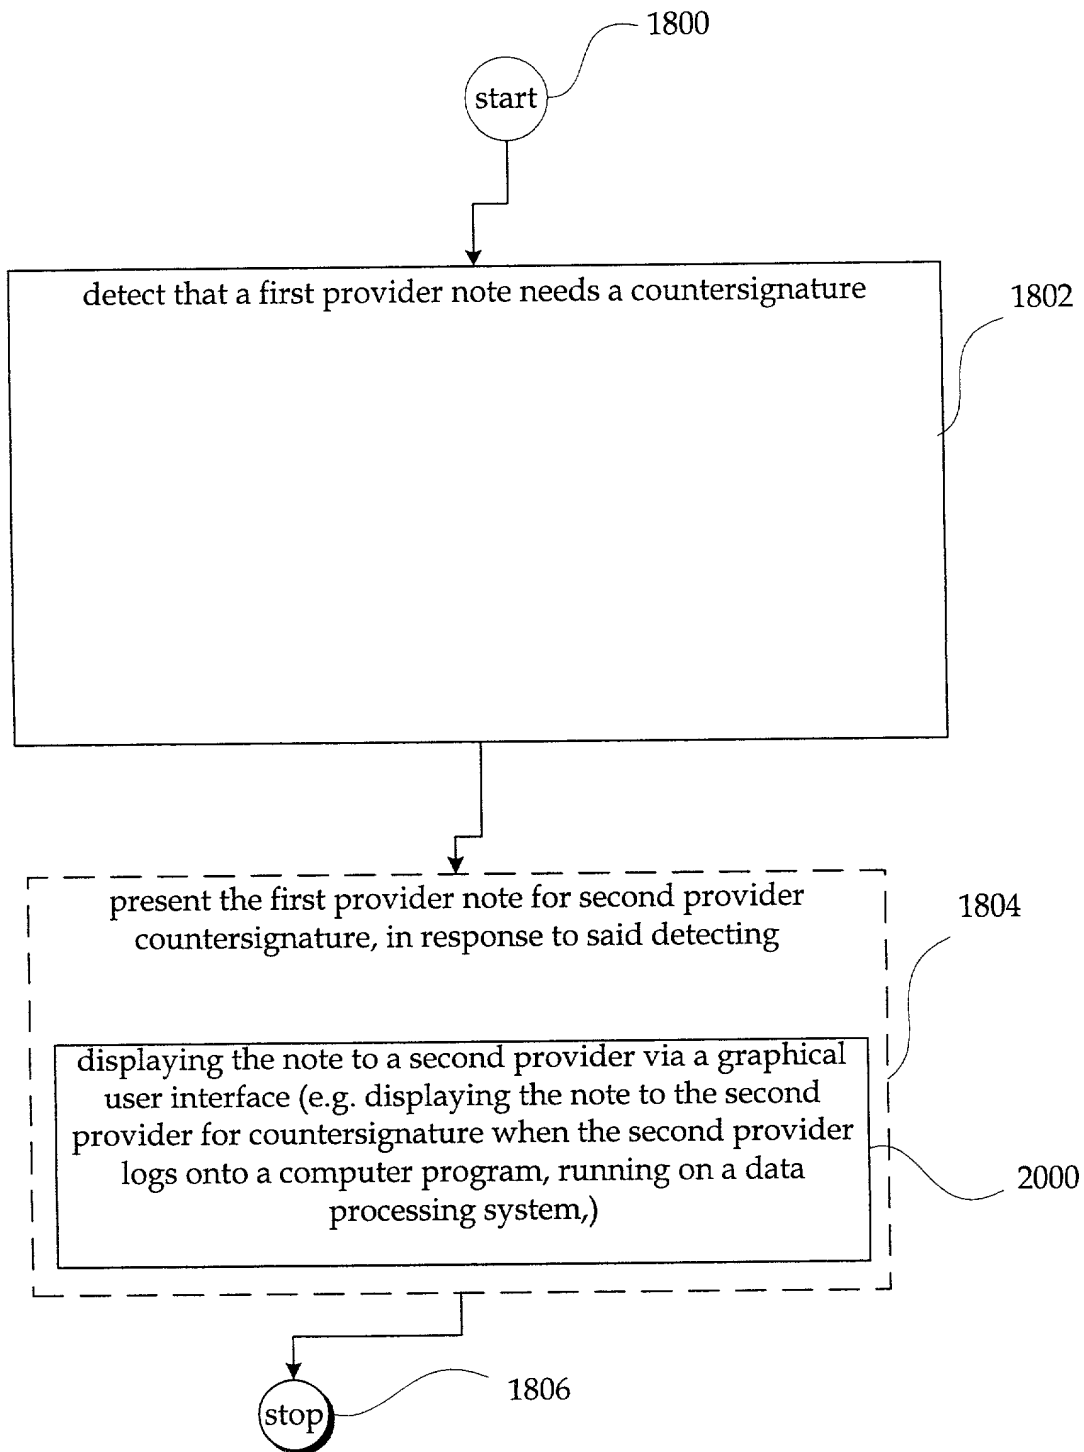 1800
start
detect that a first provider note needs a countersignature
1802
present the first provider note for second provider
countersignature, in response to said detecting
1804
displaying the note to a second provider via a graphical
user interface (e.g. displaying the note to the second
provider for countersignature when the second provider
logs onto a computer program, running on a data
processing system,)
2000
stop
1806